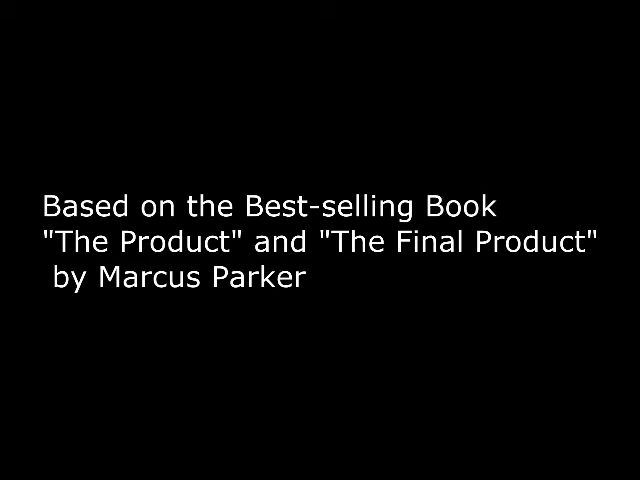 Based on the Best-selling Book
"The Product" and "The Final Product"
by Marcus Parker